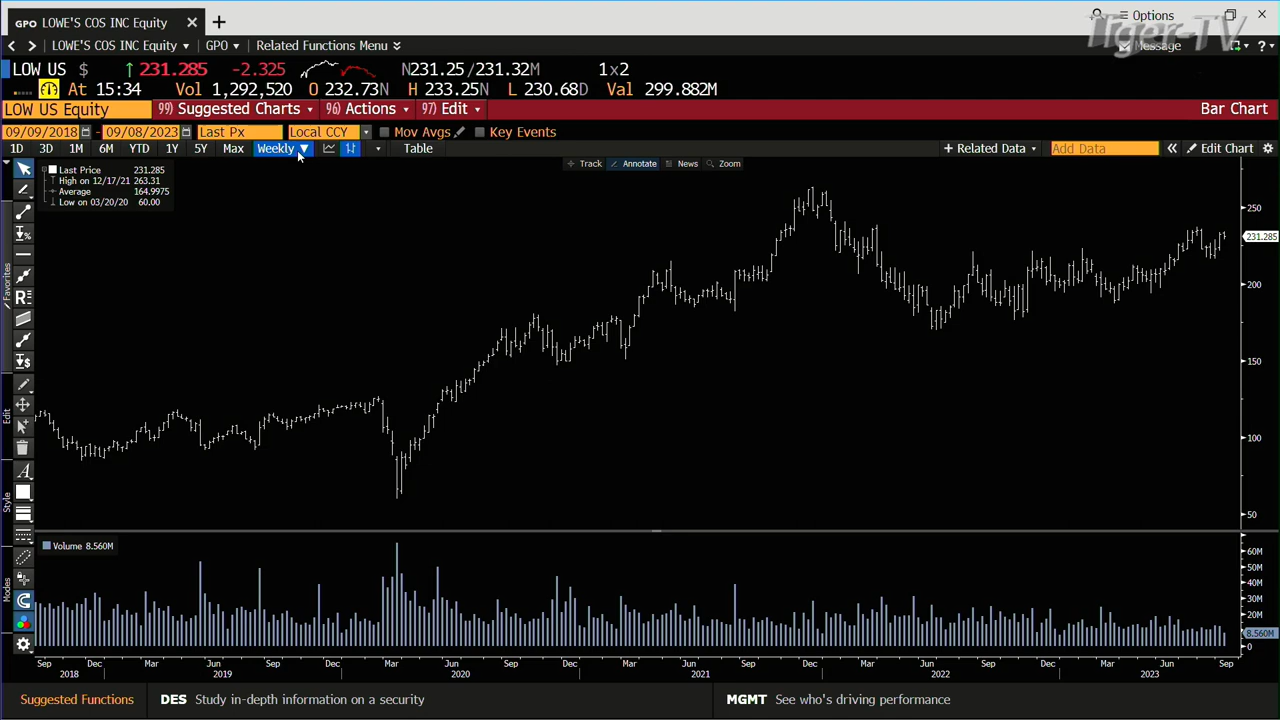 GPO LOWE'S COS INC Equity
Options
LOWE'S COS INC Equity GPO Related Functions Menu
Message
Tiger-TV
LOW US $ ↑231.285 -2.325 N231.25/231.32M 1x2
At 15:34 Vol 1,292,520 O 232.73N H 233.25N L 230.68D Val 299.882M
LOW US Equity 99) Suggested Charts 96) Actions 97) Edit Bar Chart
09/09/2018 - 09/08/2023 Last Px Local CCY Mov Avgs Key Events
1D 3D 1M 6M YTD 1Y 5Y Max Weekly ▼ Table + Related Data Add Data « Edit Chart
Track Annotate News Zoom
Last Price 231.285
High on 12/17/21 263.31
Average 164.9975
Low on 03/20/20 60.00
250
231.285
200
150
100
50
Favorites
Edit
Style
Modes
Volume 8.560M
60M
50M
40M
30M
20M
8.560M
0
Sep Dec Mar Jun Sep Dec Mar Jun Sep Dec Mar Jun Sep Dec Mar Jun Sep Dec Mar Jun Sep
2018 2019 2020 2021 2022 2023
Suggested Functions DES Study in-depth information on a security MGMT See who's driving performance